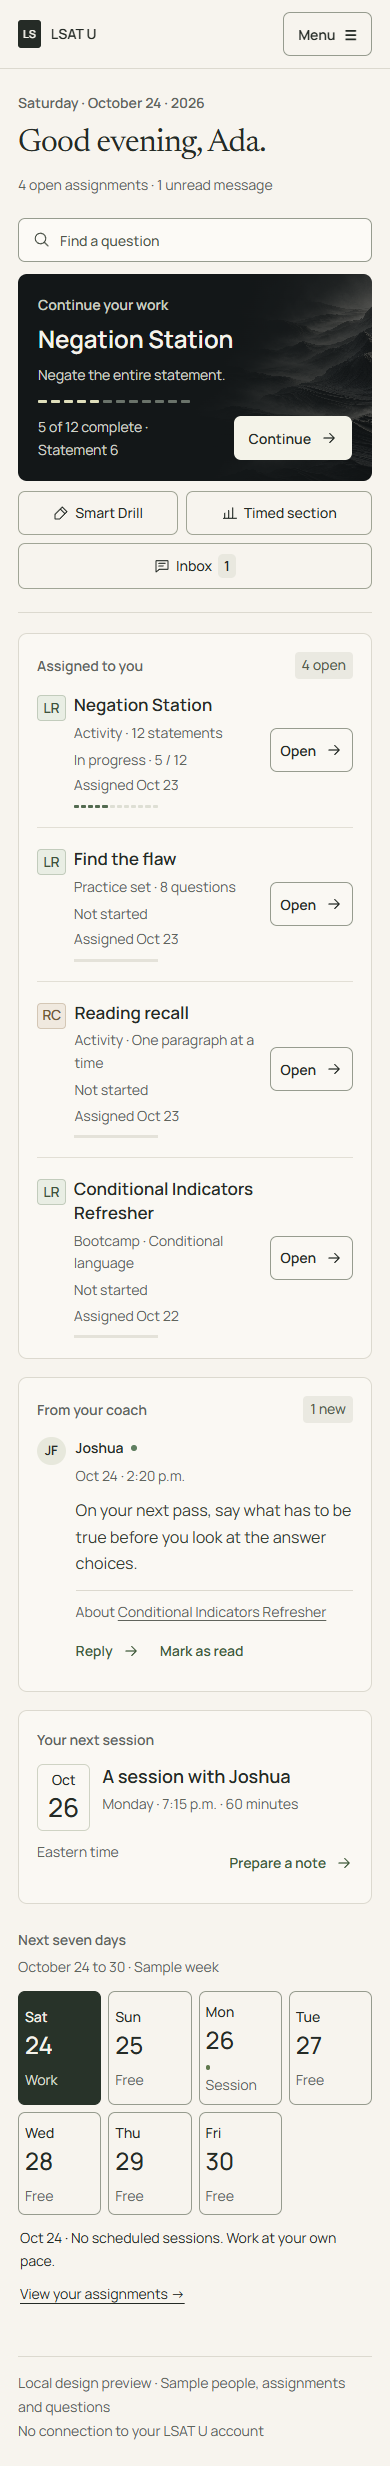 LS LSAT U Menu
Saturday · October 24 · 2026
Good evening, Ada.
4 open assignments · 1 unread message
Find a question
Continue your work
Negation Station
Negate the entire statement.
5 of 12 complete ·
Statement 6
Continue →
Smart Drill
Timed section
Inbox 1
Assigned to you
4 open
LR Negation Station
Activity · 12 statements
In progress · 5 / 12
Assigned Oct 23
Open →
LR Find the flaw
Practice set · 8 questions
Not started
Assigned Oct 23
Open →
RC Reading recall
Activity · One paragraph at a
time
Not started
Assigned Oct 23
Open →
LR Conditional Indicators
Refresher
Bootcamp · Conditional
language
Not started
Assigned Oct 22
Open →
From your coach
1 new
JF Joshua
Oct 24 · 2:20 p.m.
On your next pass, say what has to be
true before you look at the answer
choices.
About Conditional Indicators Refresher
Reply → Mark as read
Your next session
Oct
26
A session with Joshua
Monday · 7:15 p.m. · 60 minutes
Eastern time
Prepare a note →
Next seven days
October 24 to 30 · Sample week
Sat
24
Work
Sun
25
Free
Mon
26
Session
Tue
27
Free
Wed
28
Free
Thu
29
Free
Fri
30
Free
Oct 24 · No scheduled sessions. Work at your own
pace.
View your assignments →
Local design preview · Sample people, assignments
and questions
No connection to your LSAT U account